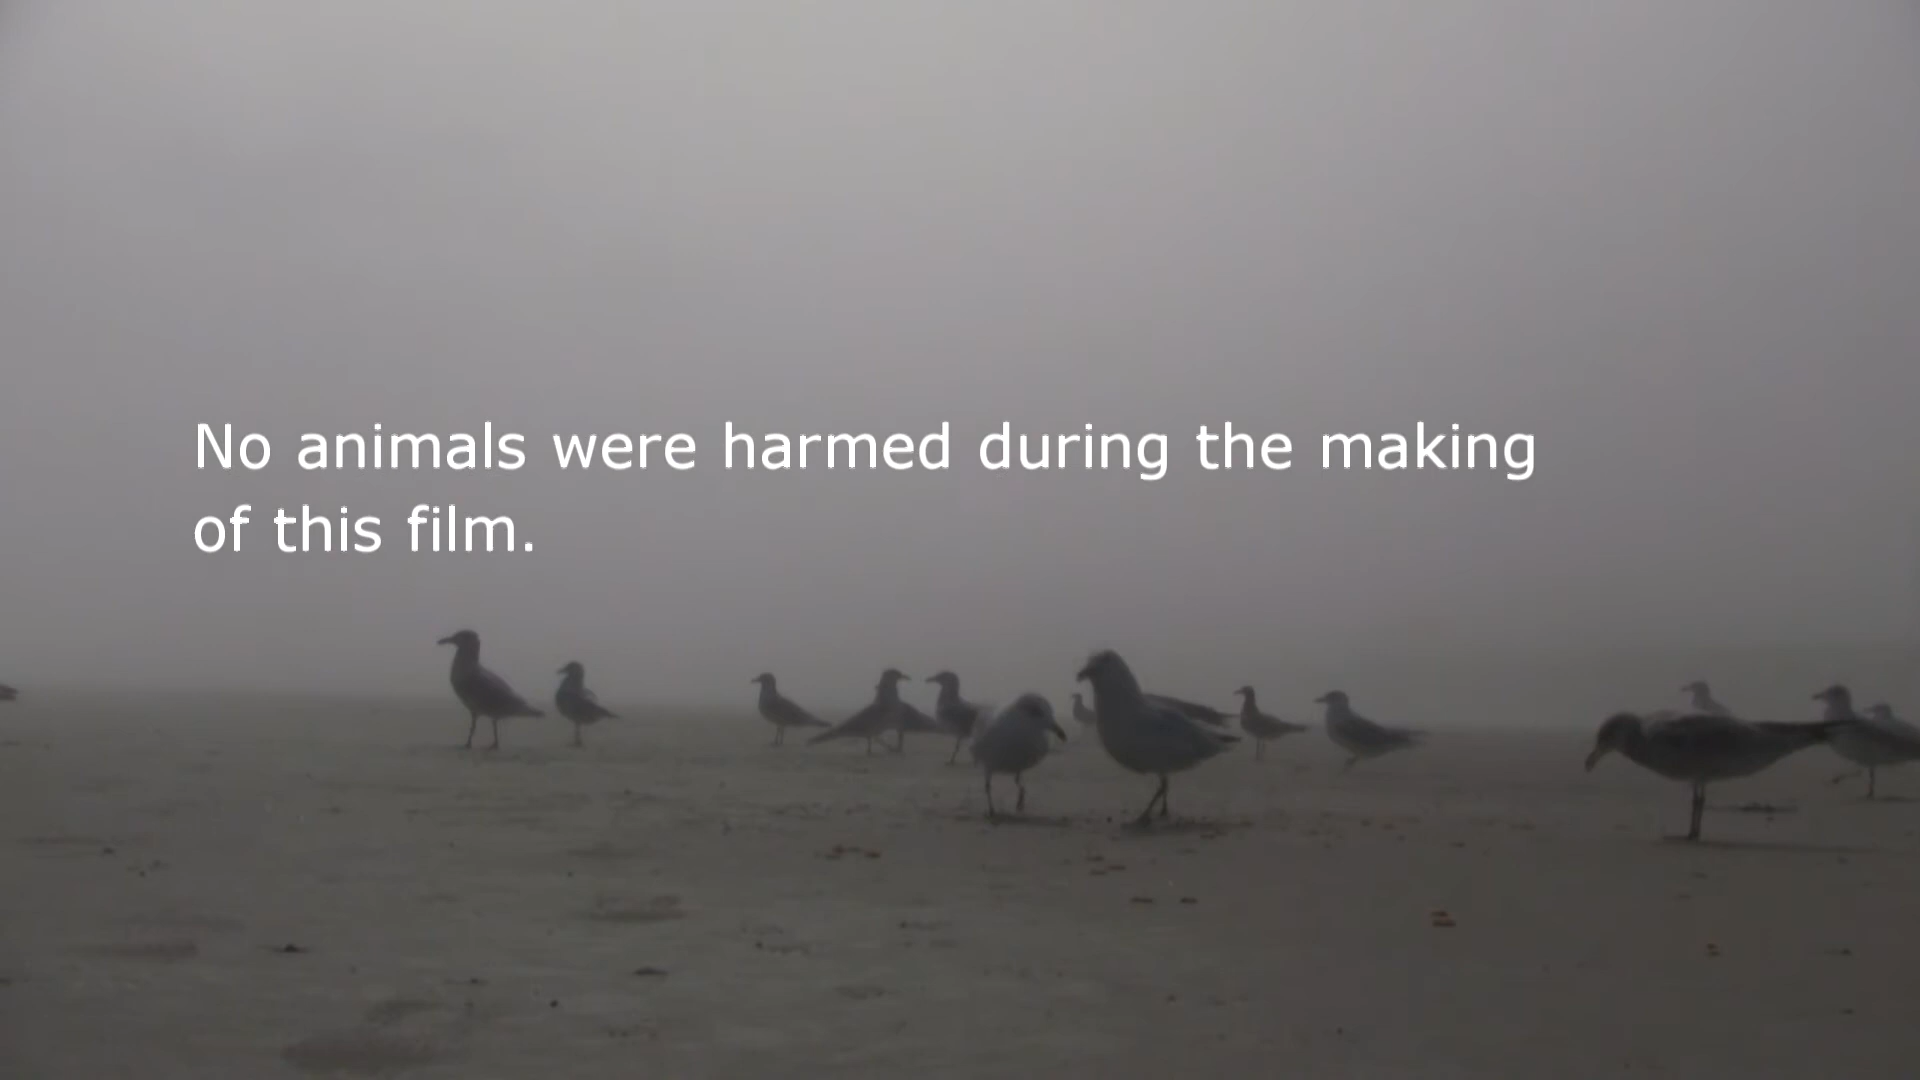 No animals were harmed during the making
of this film.